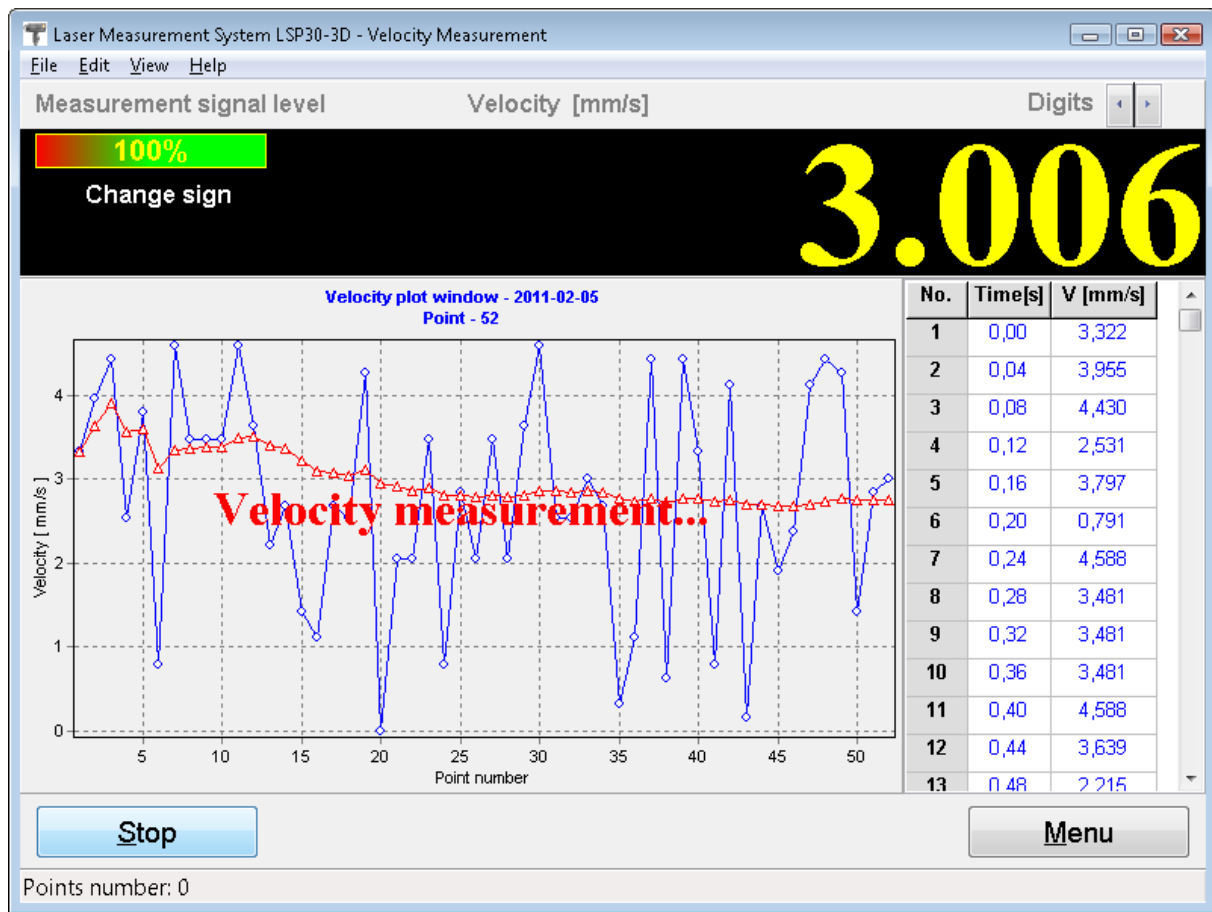 Laser Measurement System LSP30-3D - Velocity Measurement
File Edit View Help
Measurement signal level Velocity [mm/s] Digits
100%
Change sign
3.006
Velocity plot window - 2011-02-05
Point - 52
Velocity [ mm/s ]
4
3
2
1
0
Velocity measurement...
5 10 15 20 25 30 35 40 45 50
Point number
No. Time[s] V [mm/s]
1 0,00 3,322
2 0,04 3,955
3 0,08 4,430
4 0,12 2,531
5 0,16 3,797
6 0,20 0,791
7 0,24 4,588
8 0,28 3,481
9 0,32 3,481
10 0,36 3,481
11 0,40 4,588
12 0,44 3,639
13 0,48 2,215
Stop
Menu
Points number: 0